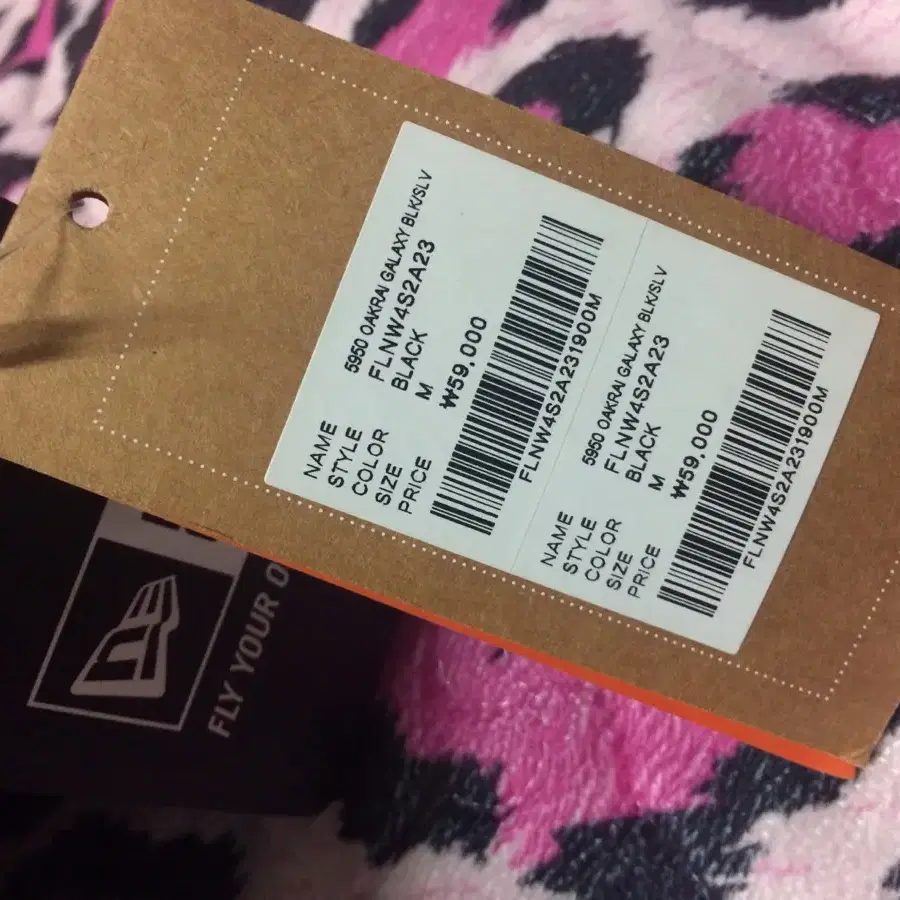 NAME 5950 OAKRAI GALAXY BLK/SLV
STYLE FLNW4S2A23
COLOR BLACK
SIZE M
PRICE ₩59.000
FLNW4S2A231900M
NAME 5950 OAKRAI GALAXY BLK/SLV
STYLE FLNW4S2A23
COLOR BLACK
SIZE M
PRICE ₩59.000
FLNW4S2A231900M
FLY YOUR